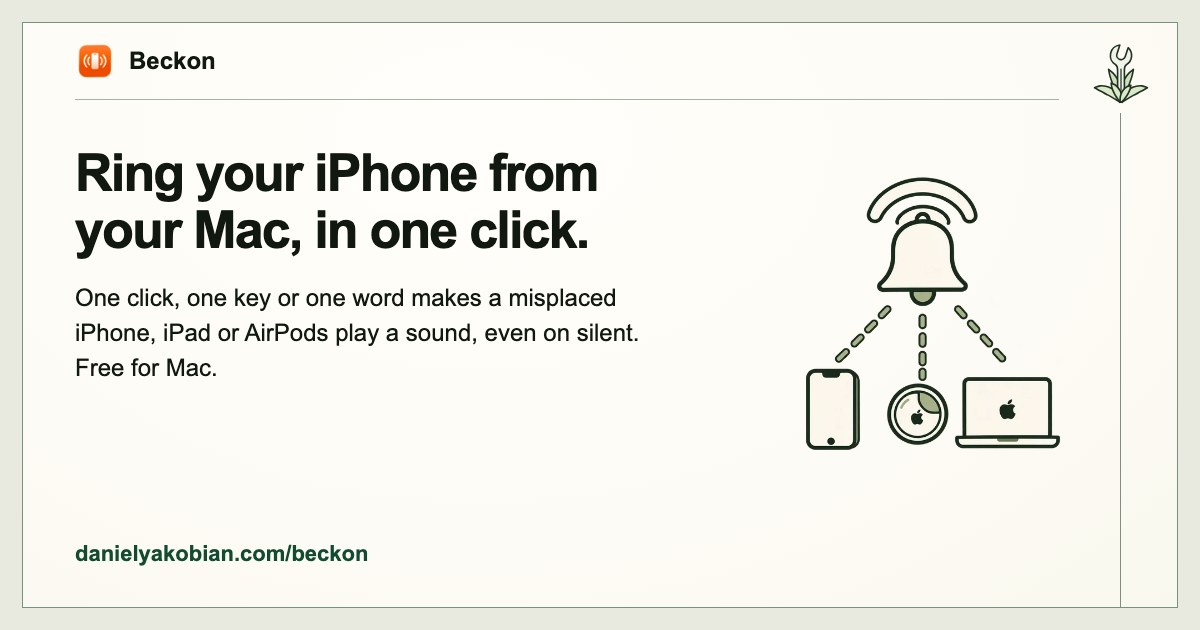 Beckon
Ring your iPhone from
your Mac, in one click.
One click, one key or one word makes a misplaced
iPhone, iPad or AirPods play a sound, even on silent.
Free for Mac.
danielyakobian.com/beckon